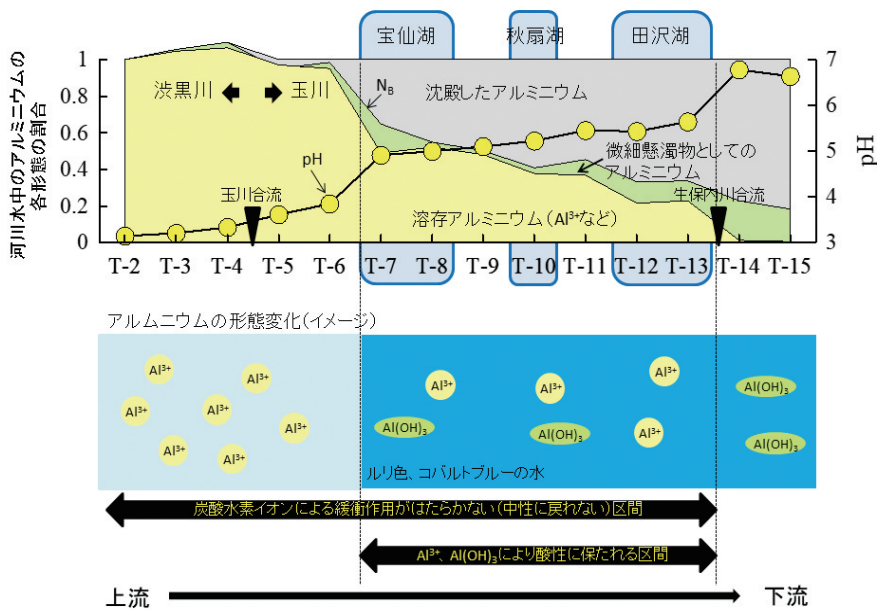 宝仙湖
秋扇湖
田沢湖
河川水中のアルミニウムの
各形態の割合
1
0.8
0.6
0.4
0.2
0
7
6
5
4
3
pH
渋黒川
玉川
N_B
沈殿したアルミニウム
pH
微細懸濁物としての
アルミニウム
玉川合流
生保内川合流
溶存アルミニウム(Al³⁺など)
T-2 T-3 T-4 T-5 T-6 T-7 T-8 T-9 T-10 T-11 T-12 T-13 T-14 T-15
アルムニウムの形態変化(イメージ)
Al³⁺
Al³⁺
Al³⁺
Al³⁺
Al³⁺
Al³⁺
Al³⁺
Al³⁺
Al(OH)₃
Al³⁺
Al(OH)₃
Al³⁺
Al³⁺
Al(OH)₃
Al(OH)₃
ルリ色、コバルトブルーの水
炭酸水素イオンによる緩衝作用がはたらかない(中性に戻れない)区間
Al³⁺、Al(OH)₃により酸性に保たれる区間
上流
下流